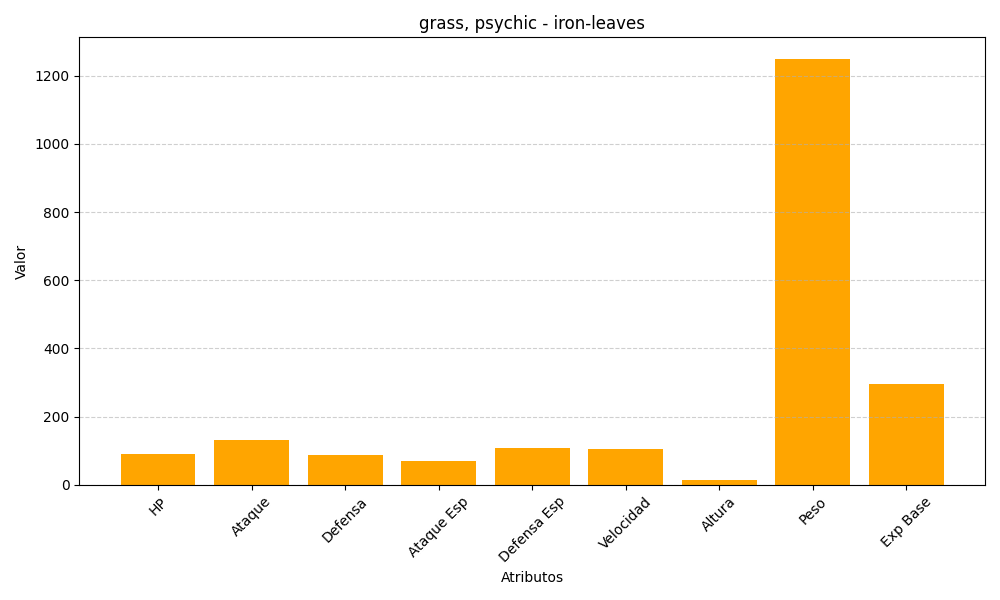 grass, psychic - iron-leaves
1200
1000
800
600
400
200
0
Valor
HP
Ataque
Defensa
Ataque Esp
Defensa Esp
Velocidad
Altura
Peso
Exp Base
Atributos